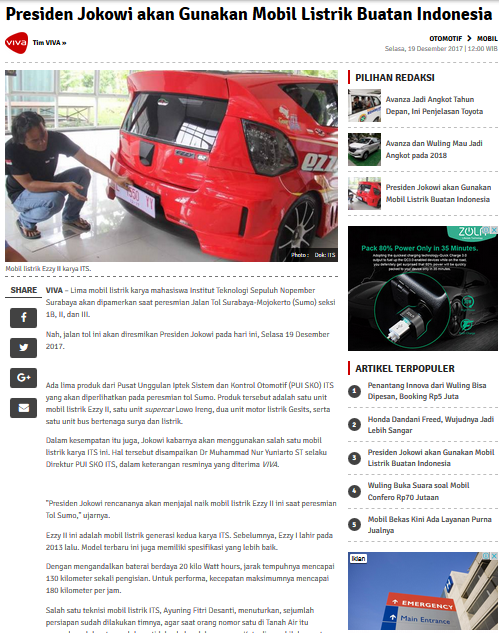 Presiden Jokowi akan Gunakan Mobil Listrik Buatan Indonesia
VIVA
Tim VIVA »
OTOMOTIF > MOBIL
Selasa, 19 Desember 2017 | 12:00 WIB
Photo : Dok: ITS
Mobil listrik Ezzy II karya ITS.
SHARE
VIVA – Lima mobil listrik karya mahasiswa Institut Teknologi Sepuluh Nopember
Surabaya akan dipamerkan saat peresmian Jalan Tol Surabaya-Mojokerto (Sumo) seksi
1B, II, dan III.
Nah, jalan tol ini akan diresmikan Presiden Jokowi pada hari ini, Selasa 19 Desember
2017.
Ada lima produk dari Pusat Unggulan Iptek Sistem dan Kontrol Otomotif (PUI SKO) ITS
yang akan diperlihatkan pada peresmian tol Sumo. Produk tersebut adalah satu unit
mobil listrik Ezzy II, satu unit supercar Lowo Ireng, dua unit motor listrik Gesits, serta
satu unit bus bertenaga surya dan listrik.
Dalam kesempatan itu juga, Jokowi kabarnya akan menggunakan salah satu mobil
listrik karya ITS ini. Hal tersebut disampaikan Dr Muhammad Nur Yuniarto ST selaku
Direktur PUI SKO ITS, dalam keterangan resminya yang diterima VIVA.
"Presiden Jokowi rencananya akan menjajal naik mobil listrik Ezzy II ini saat peresmian
Tol Sumo," ujarnya.
Ezzy II ini adalah mobil listrik generasi kedua karya ITS. Sebelumnya, Ezzy I lahir pada
2013 lalu. Model terbaru ini juga memiliki spesifikasi yang lebih baik.
Dengan mengandalkan baterai berdaya 20 kilo Watt hours, jarak tempuhnya mencapai
130 kilometer sekali pengisian. Untuk performa, kecepatan maksimumnya mencapai
180 kilometer per jam.
Salah satu teknisi mobil listrik ITS, Ayuning Fitri Desanti, menuturkan, sejumlah
persiapan sudah dilakukan timnya, agar saat orang nomor satu di Tanah Air itu
PILIHAN REDAKSI
Avanza Jadi Angkot Tahun
Depan, Ini Penjelasan Toyota
Avanza dan Wuling Mau Jadi
Angkot pada 2018
Presiden Jokowi akan Gunakan
Mobil Listrik Buatan Indonesia
ZOLA
Pack 80% Power Only in 35 Minutes.
ARTIKEL TERPOPULER
1 Penantang Innova dari Wuling Bisa
Dipesan, Booking Rp5 Juta
2 Honda Dandani Freed, Wujudnya Jadi
Lebih Sangar
3 Presiden Jokowi akan Gunakan
Mobil Listrik Buatan Indonesia
4 Wuling Buka Suara soal Mobil
Confero Rp70 Jutaan
5 Mobil Bekas Kini Ada Layanan Purna
Jualnya
Iklan
EMERGENCY
Main Entrance